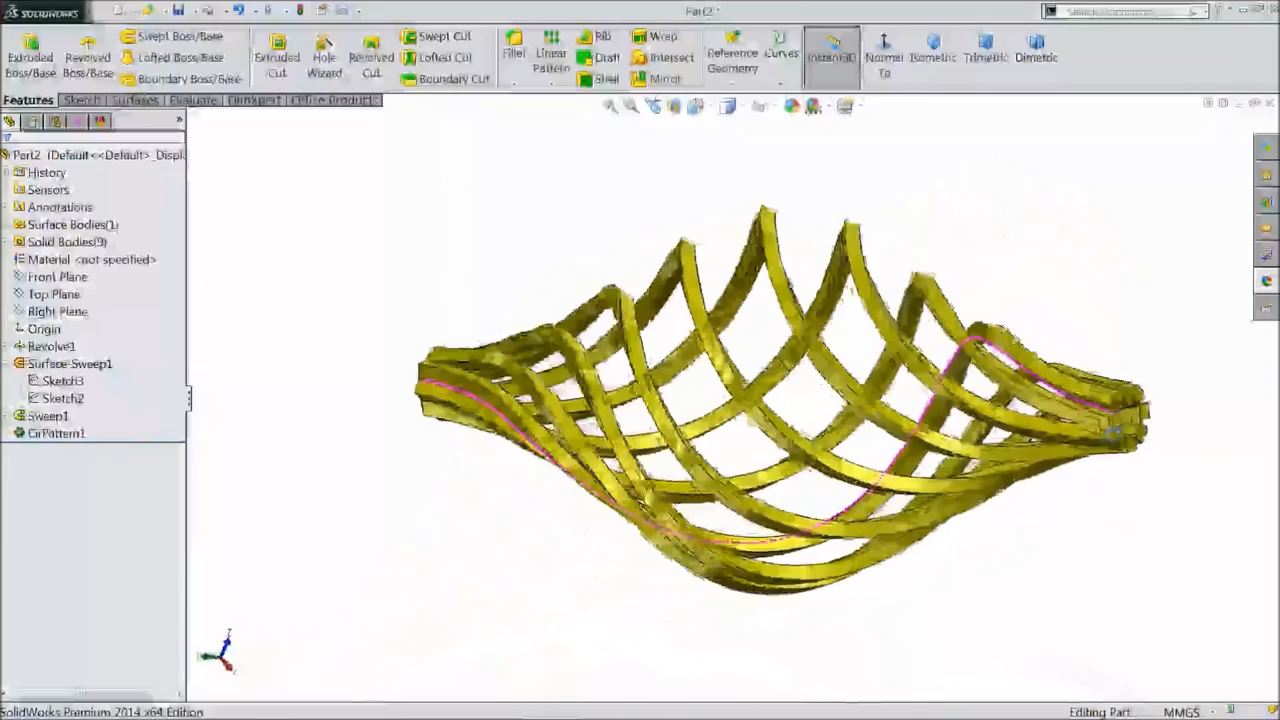 SOLIDWORKS
Part2 *
Extruded Boss/Base
Revolved Boss/Base
Swept Boss/Base
Lofted Boss/Base
Boundary Boss/Base
Extruded Cut
Hole Wizard
Revolved Cut
Swept Cut
Lofted Cut
Boundary Cut
Fillet
Linear Pattern
Rib
Draft
Shell
Wrap
Intersect
Mirror
Reference Geometry
Curves
Instant3D
Normal To
Isometric
Trimetric
Dimetric
Features
Sketch
Surfaces
Evaluate
DimXpert
Office Products
Part2 (Default<<Default>_Displ
History
Sensors
Annotations
Surface Bodies(1)
Solid Bodies(9)
Material <not specified>
Front Plane
Top Plane
Right Plane
Origin
Revolve1
Surface-Sweep1
Sketch3
Sketch2
Sweep1
CirPattern1
Z
SolidWorks Premium 2014 x64 Edition
Editing Part
MMGS